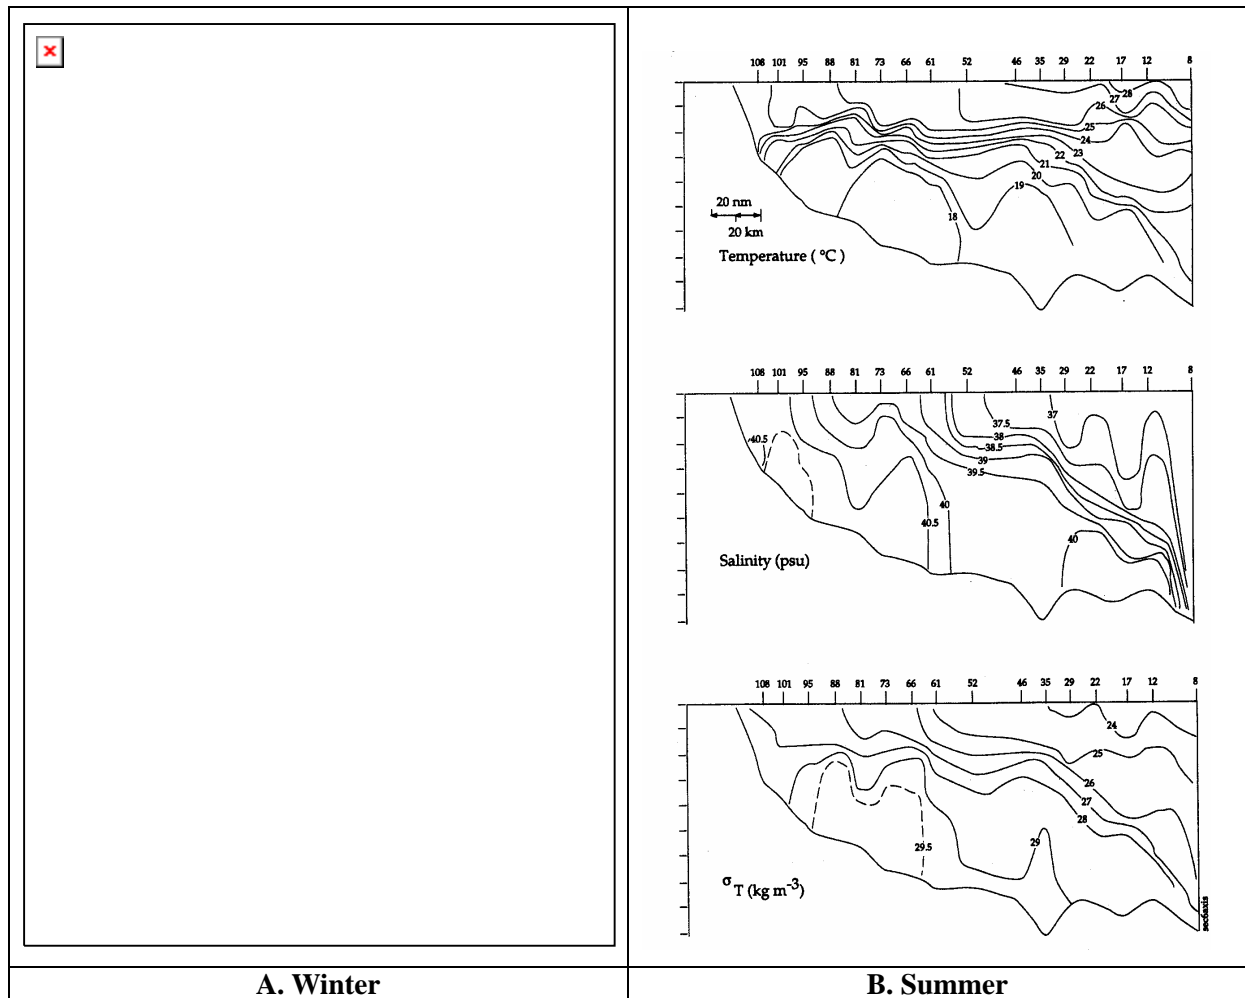 108 101 95 88 81 73 66 61 52 46 35 29 22 17 12 8
28
27
26
25
24
23
22
21
20
19
18
20 nm
20 km
Temperature ( °C )
108 101 95 88 81 73 66 61 52 46 35 29 22 17 12 8
37
37.5
40.5
38
38.5
39
39.5
40
40.5
40
Salinity (psu)
108 101 95 88 81 73 66 61 52 46 35 29 22 17 12 8
24
25
26
27
28
29
29.5
σT (kg m-3)
sec6axis
A. Winter
B. Summer